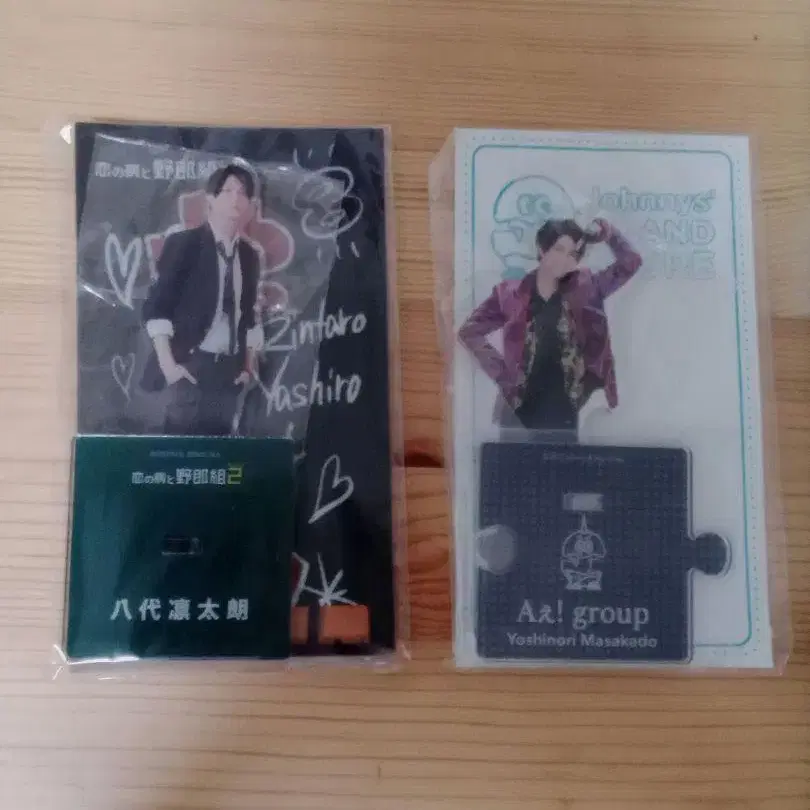 恋の病と野郎組
Rintaro
Yashiro
恋の病と野郎組2
八代凛太朗
Johnnys'
Aぇ! group
Yoshinori Masakado